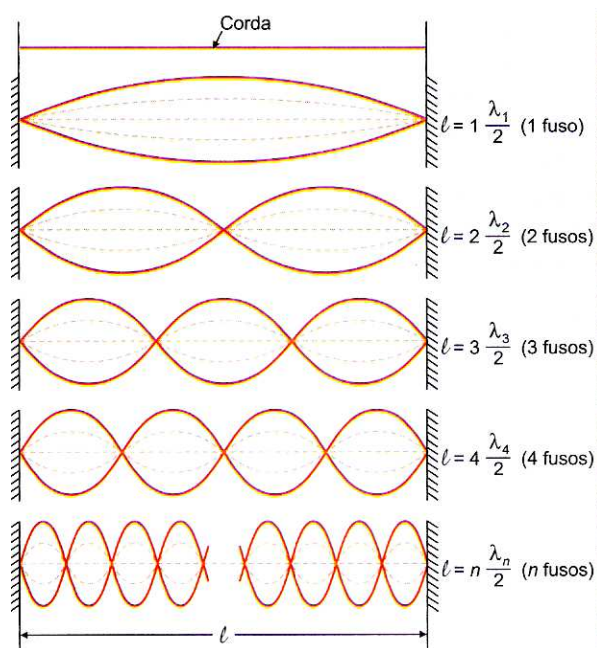 Corda
ℓ = 1 λ₁/2 (1 fuso)
ℓ = 2 λ₂/2 (2 fusos)
ℓ = 3 λ₃/2 (3 fusos)
ℓ = 4 λ₄/2 (4 fusos)
ℓ = n λₙ/2 (n fusos)
ℓ